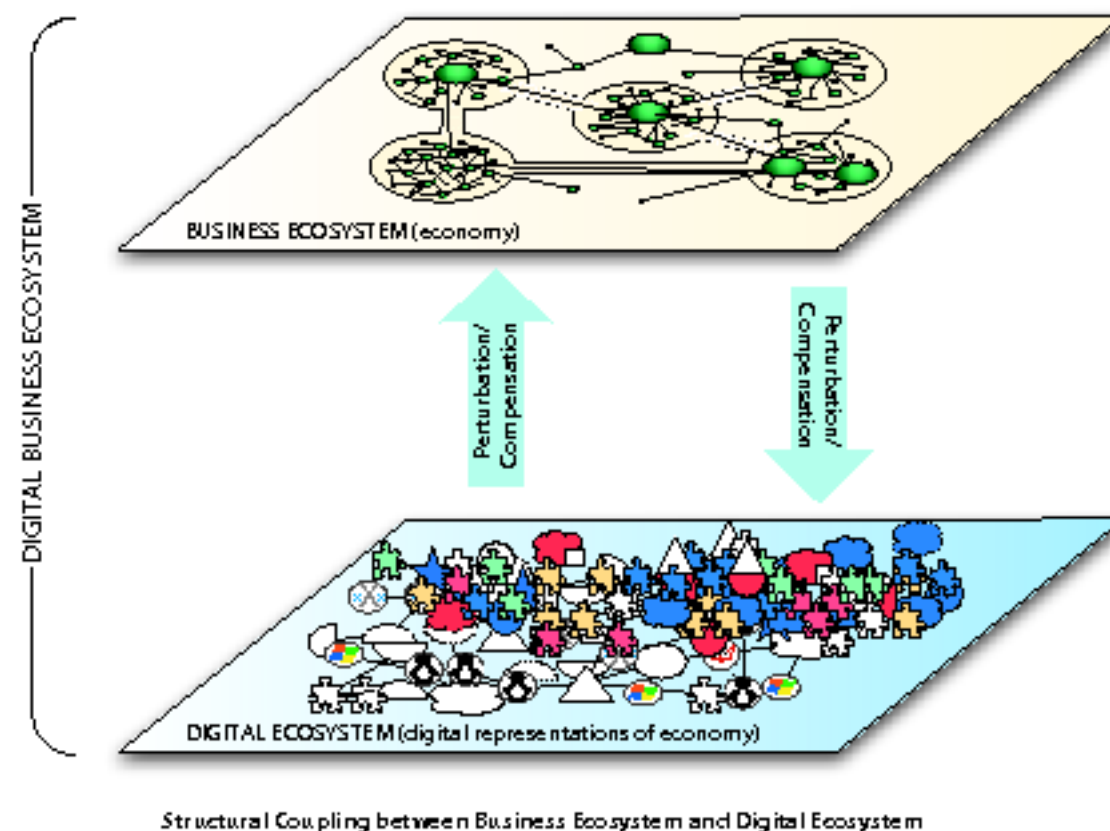 DIGITAL BUSINESS ECOSYSTEM
BUSINESS ECOSYSTEM (economy)
Perturbation/
Compensation
Perturbation/
Compensation
DIGITAL ECOSYSTEM (digital representations of economy)
Structural Coupling between Business Ecosystem and Digital Ecosystem